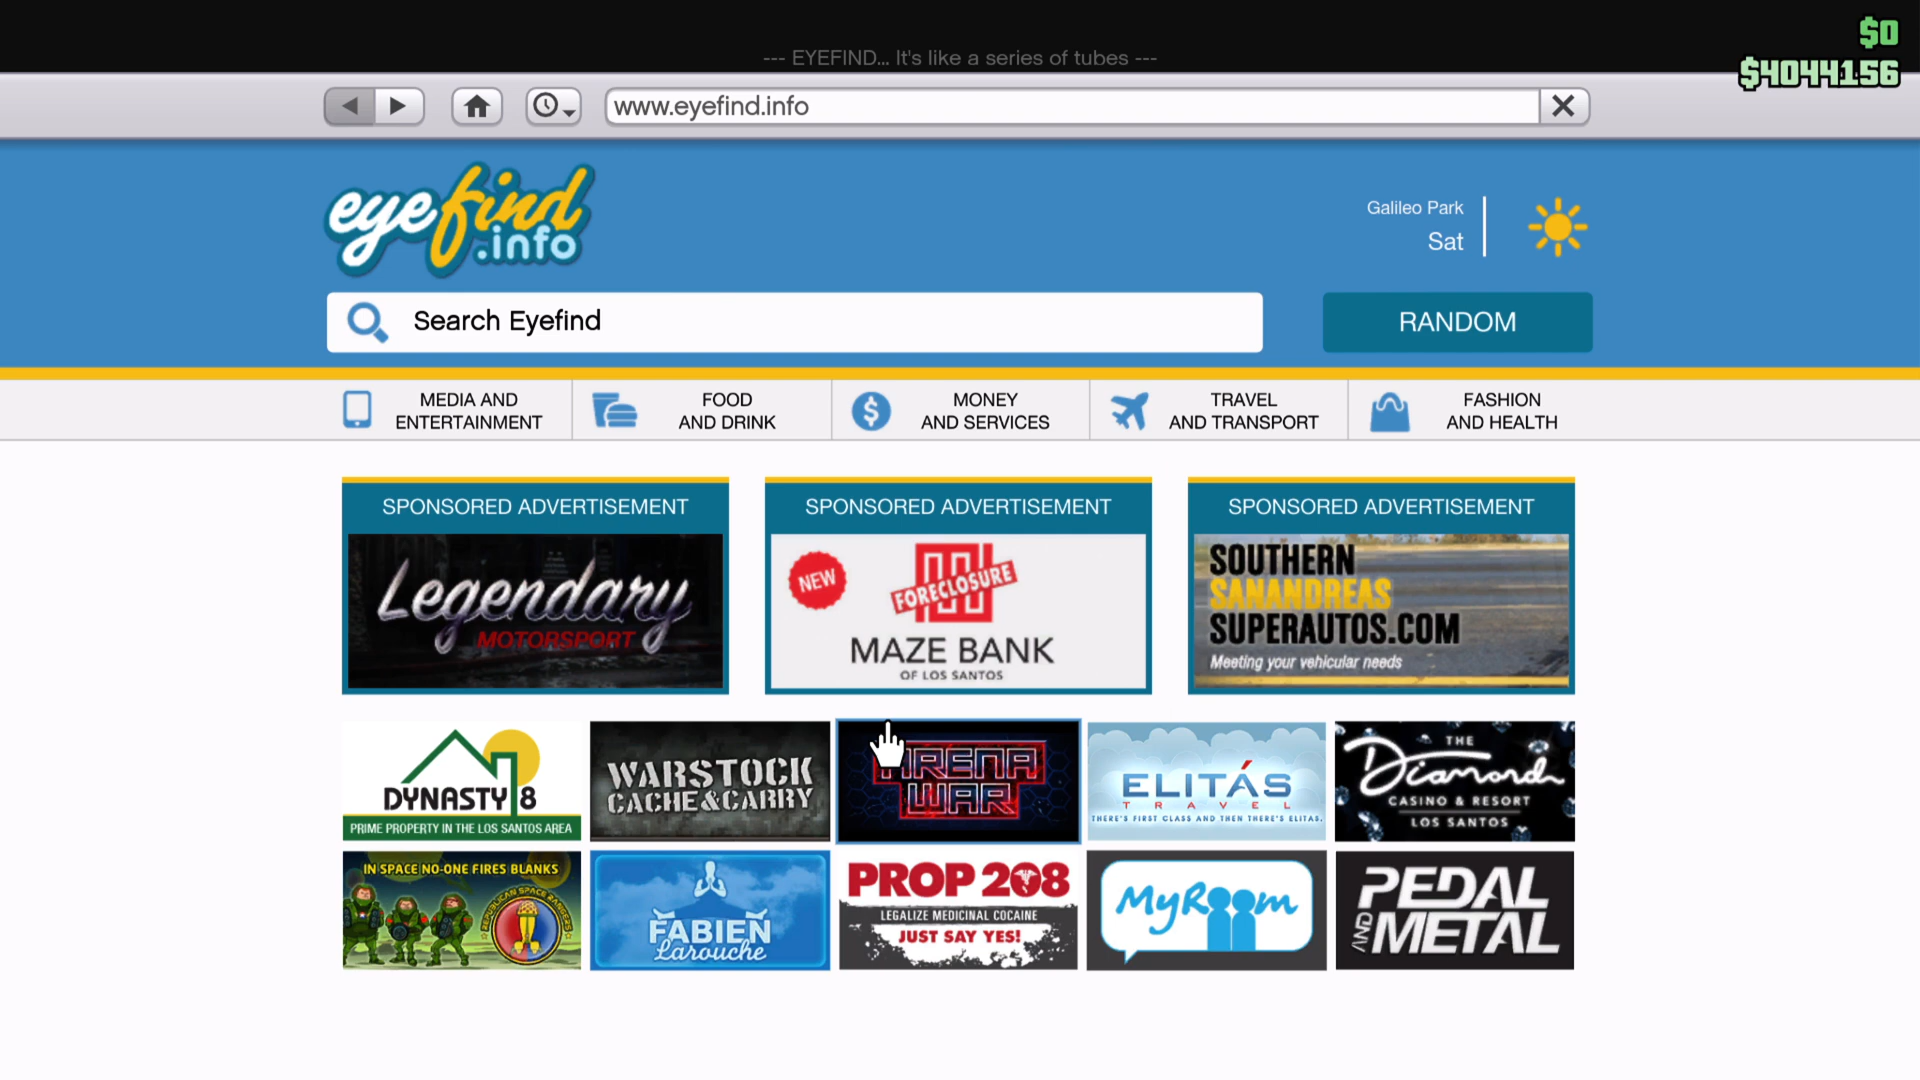 $0
--- EYEFIND... It's like a series of tubes ---
$4044156
www.eyefind.info
eyefind
.info
Galileo Park
Sat
Search Eyefind
RANDOM
MEDIA AND
ENTERTAINMENT
FOOD
AND DRINK
MONEY
AND SERVICES
TRAVEL
AND TRANSPORT
FASHION
AND HEALTH
SPONSORED ADVERTISEMENT
Legendary
MOTORSPORT
SPONSORED ADVERTISEMENT
NEW
FORECLOSURE
MAZE BANK
OF LOS SANTOS
SPONSORED ADVERTISEMENT
SOUTHERN
SANANDREAS
SUPERAUTOS.COM
Meeting your vehicular needs
DYNASTY 8
PRIME PROPERTY IN THE LOS SANTOS AREA
WARSTOCK
CACHE&CARRY
ARENA
WAR
ELITÁS
TRAVEL
THERE'S FIRST CLASS AND THEN THERE'S ELITAS.
THE
Diamond
CASINO & RESORT
LOS SANTOS
IN SPACE NO-ONE FIRES BLANKS
REPUBLICAN SPACE RANGERS
FABIEN
Larouche
PROP 208
LEGALIZE MEDICINAL COCAINE
JUST SAY YES!
MyRoom
PEDAL
AND METAL